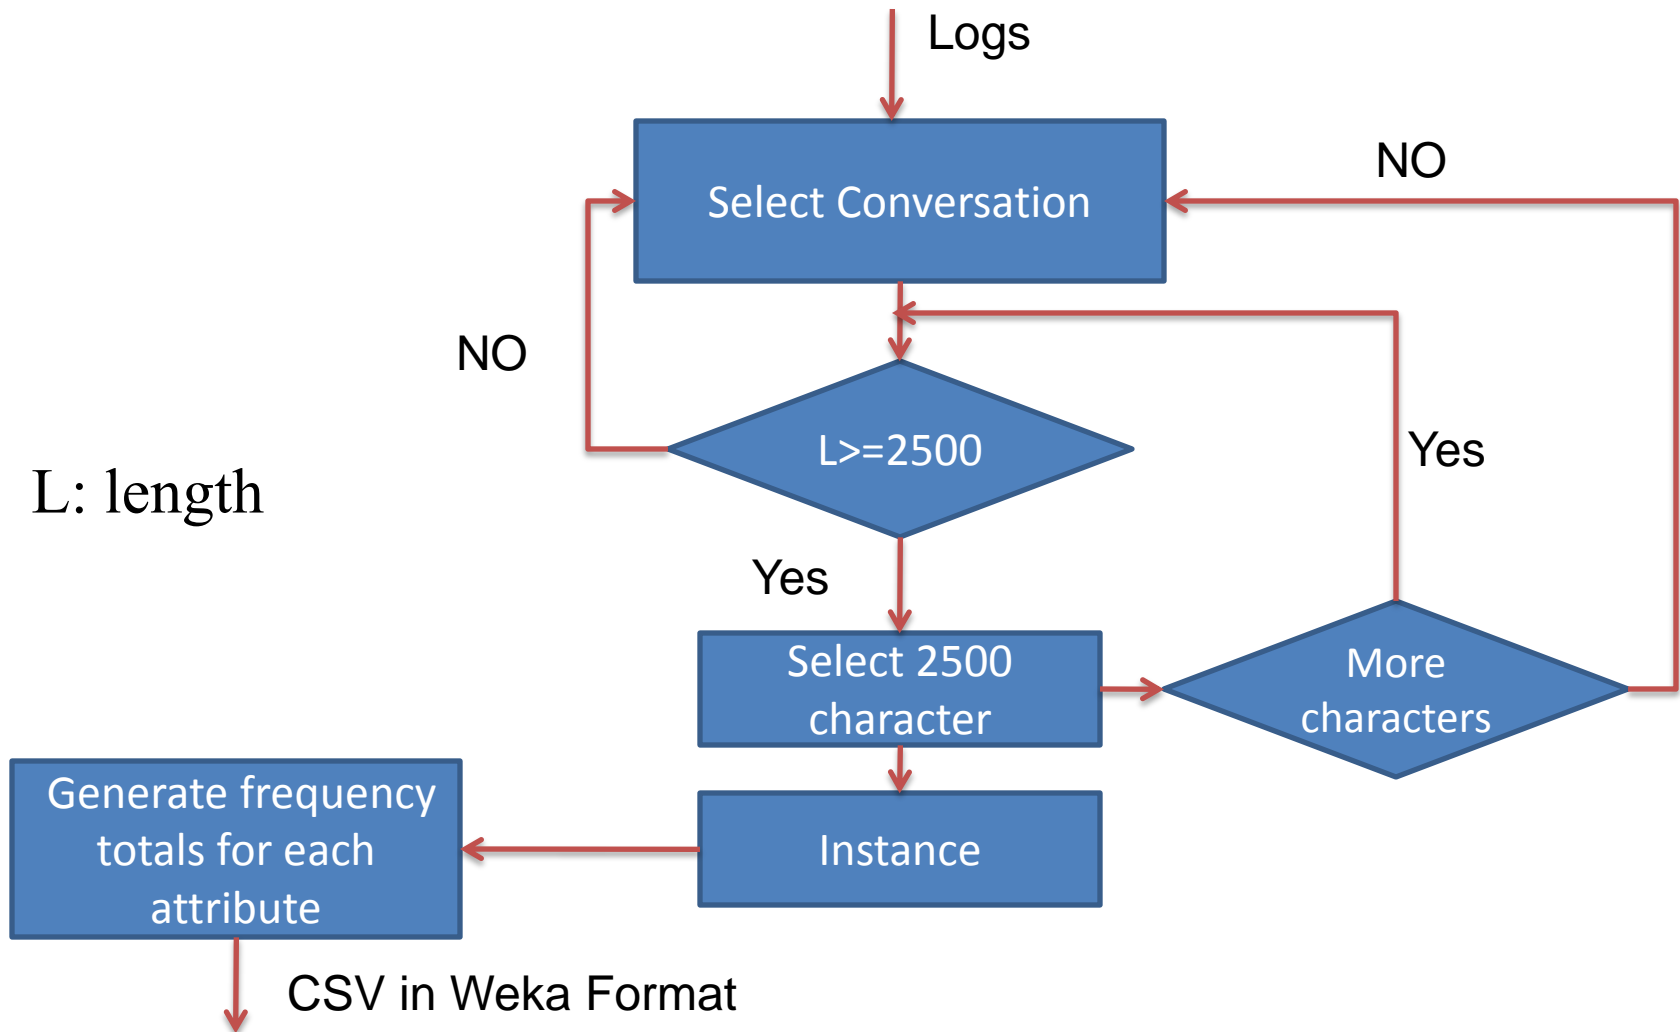 Logs
Select Conversation
NO
NO
L>=2500
Yes
L: length
Yes
Select 2500
character
More
characters
Generate frequency
totals for each
attribute
Instance
CSV in Weka Format